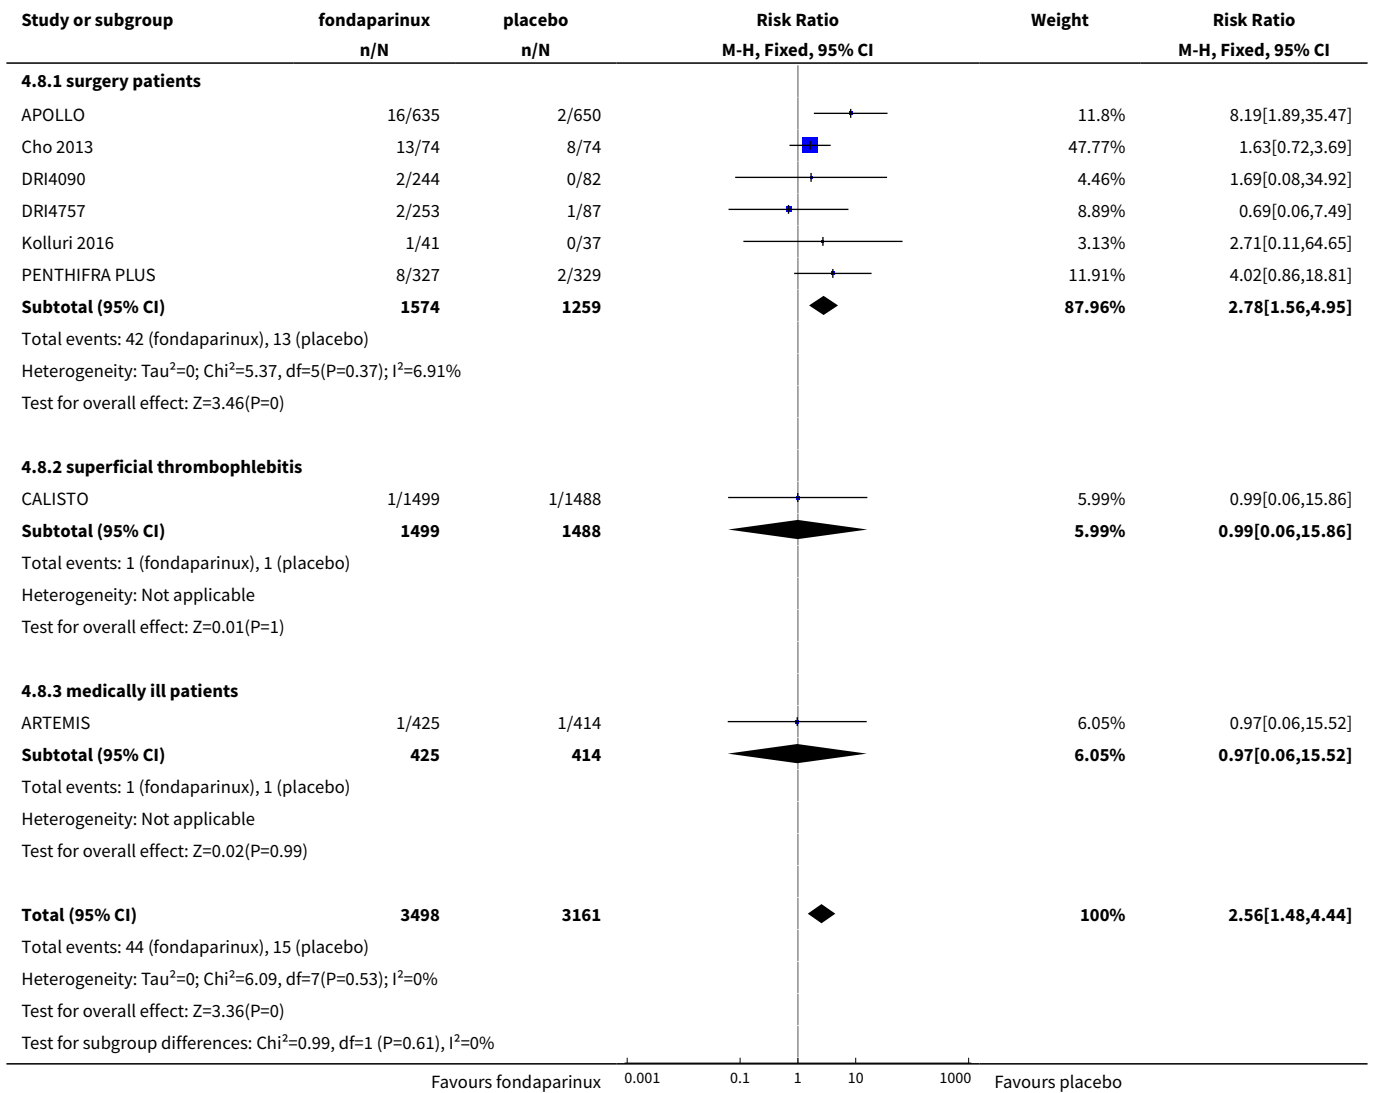 Study or subgroup fondaparinux placebo Risk Ratio Weight Risk Ratio
n/N n/N M-H, Fixed, 95% CI M-H, Fixed, 95% CI
4.8.1 surgery patients
APOLLO 16/635 2/650 11.8% 8.19[1.89,35.47]
Cho 2013 13/74 8/74 47.77% 1.63[0.72,3.69]
DRI4090 2/244 0/82 4.46% 1.69[0.08,34.92]
DRI4757 2/253 1/87 8.89% 0.69[0.06,7.49]
Kolluri 2016 1/41 0/37 3.13% 2.71[0.11,64.65]
PENTHIFRA PLUS 8/327 2/329 11.91% 4.02[0.86,18.81]
Subtotal (95% CI) 1574 1259 87.96% 2.78[1.56,4.95]
Total events: 42 (fondaparinux), 13 (placebo)
Heterogeneity: Tau²=0; Chi²=5.37, df=5(P=0.37); I²=6.91%
Test for overall effect: Z=3.46(P=0)
4.8.2 superficial thrombophlebitis
CALISTO 1/1499 1/1488 5.99% 0.99[0.06,15.86]
Subtotal (95% CI) 1499 1488 5.99% 0.99[0.06,15.86]
Total events: 1 (fondaparinux), 1 (placebo)
Heterogeneity: Not applicable
Test for overall effect: Z=0.01(P=1)
4.8.3 medically ill patients
ARTEMIS 1/425 1/414 6.05% 0.97[0.06,15.52]
Subtotal (95% CI) 425 414 6.05% 0.97[0.06,15.52]
Total events: 1 (fondaparinux), 1 (placebo)
Heterogeneity: Not applicable
Test for overall effect: Z=0.02(P=0.99)
Total (95% CI) 3498 3161 100% 2.56[1.48,4.44]
Total events: 44 (fondaparinux), 15 (placebo)
Heterogeneity: Tau²=0; Chi²=6.09, df=7(P=0.53); I²=0%
Test for overall effect: Z=3.36(P=0)
Test for subgroup differences: Chi²=0.99, df=1 (P=0.61), I²=0%
Favours fondaparinux 0.001 0.1 1 10 1000 Favours placebo